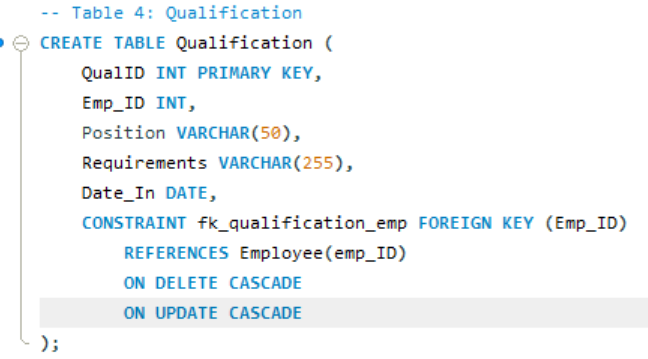 -- Table 4: Qualification
CREATE TABLE Qualification (
QualID INT PRIMARY KEY,
Emp_ID INT,
Position VARCHAR(50),
Requirements VARCHAR(255),
Date_In DATE,
CONSTRAINT fk_qualification_emp FOREIGN KEY (Emp_ID)
REFERENCES Employee(emp_ID)
ON DELETE CASCADE
ON UPDATE CASCADE
);